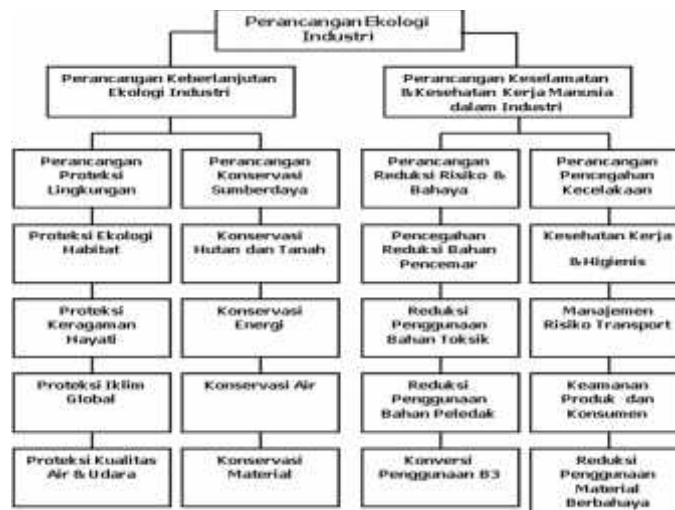 Perancangan Ekologi
Industri
Perancangan Keberlanjutan
Ekologi Industri
Perancangan Keselamatan
&Kesehatan Kerja Manusia
dalam Industri
Perancangan
Proteksi
Lingkungan
Perancangan
Konservasi
Sumberdaya
Perancangan
Reduksi Risiko &
Bahaya
Perancangan
Pencegahan
Kecelakaan
Proteksi Ekologi
Habitat
Konservasi
Hutan dan Tanah
Pencegahan
Reduksi Bahan
Pencemar
Kesehatan Kerja
&Higienis
Proteksi
Keragaman
Hayati
Konservasi
Energi
Reduksi
Penggunaan
Bahan Toksik
Manajemen
Risiko Transport
Proteksi Iklim
Global
Konservasi Air
Reduksi
Penggunaan
Bahan Peledak
Keamanan
Produk dan
Konsumen
Proteksi Kualitas
Air & Udara
Konservasi
Material
Konversi
Penggunaan B3
Reduksi
Penggunaan
Material
Berbahaya